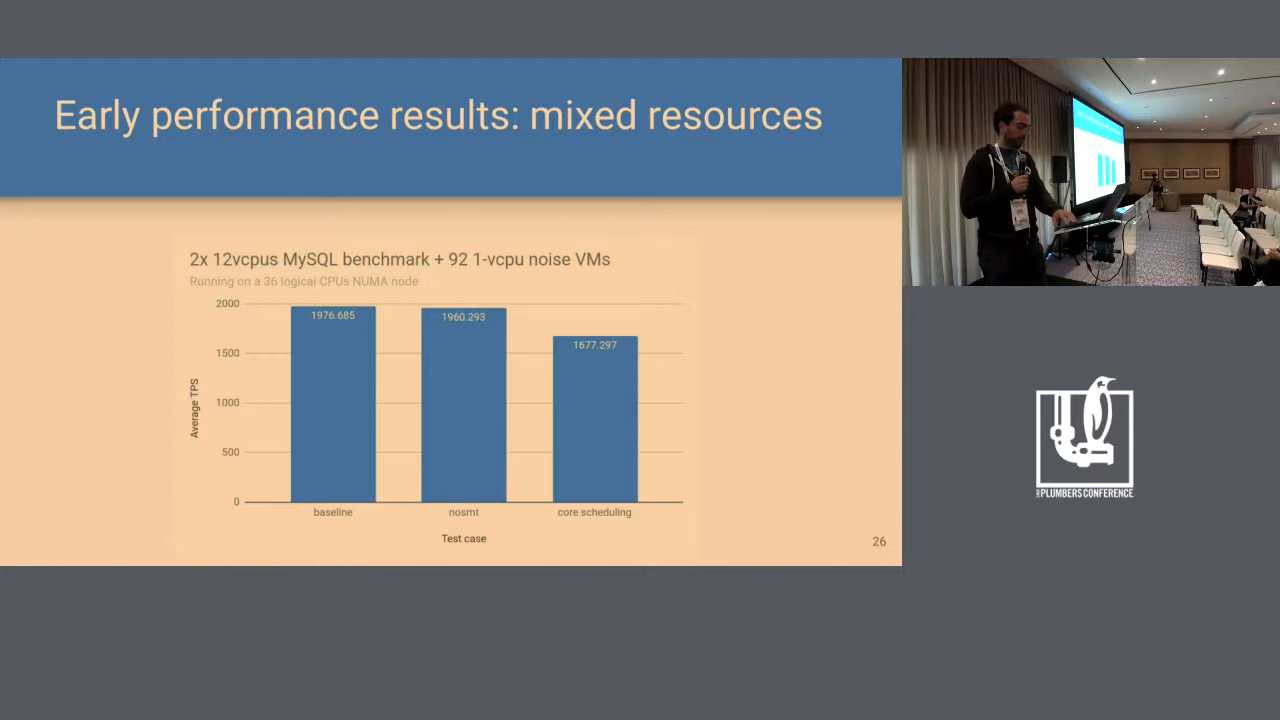 Early performance results: mixed resources
2x 12vcpus MySQL benchmark + 92 1-vcpu noise VMs
Running on a 36 logical CPUs NUMA node
2000
1500
1000
500
0
Average TPS
1976.685
1960.293
1677.297
baseline
nosmt
core scheduling
Test case
26
PLUMBERS CONFERENCE